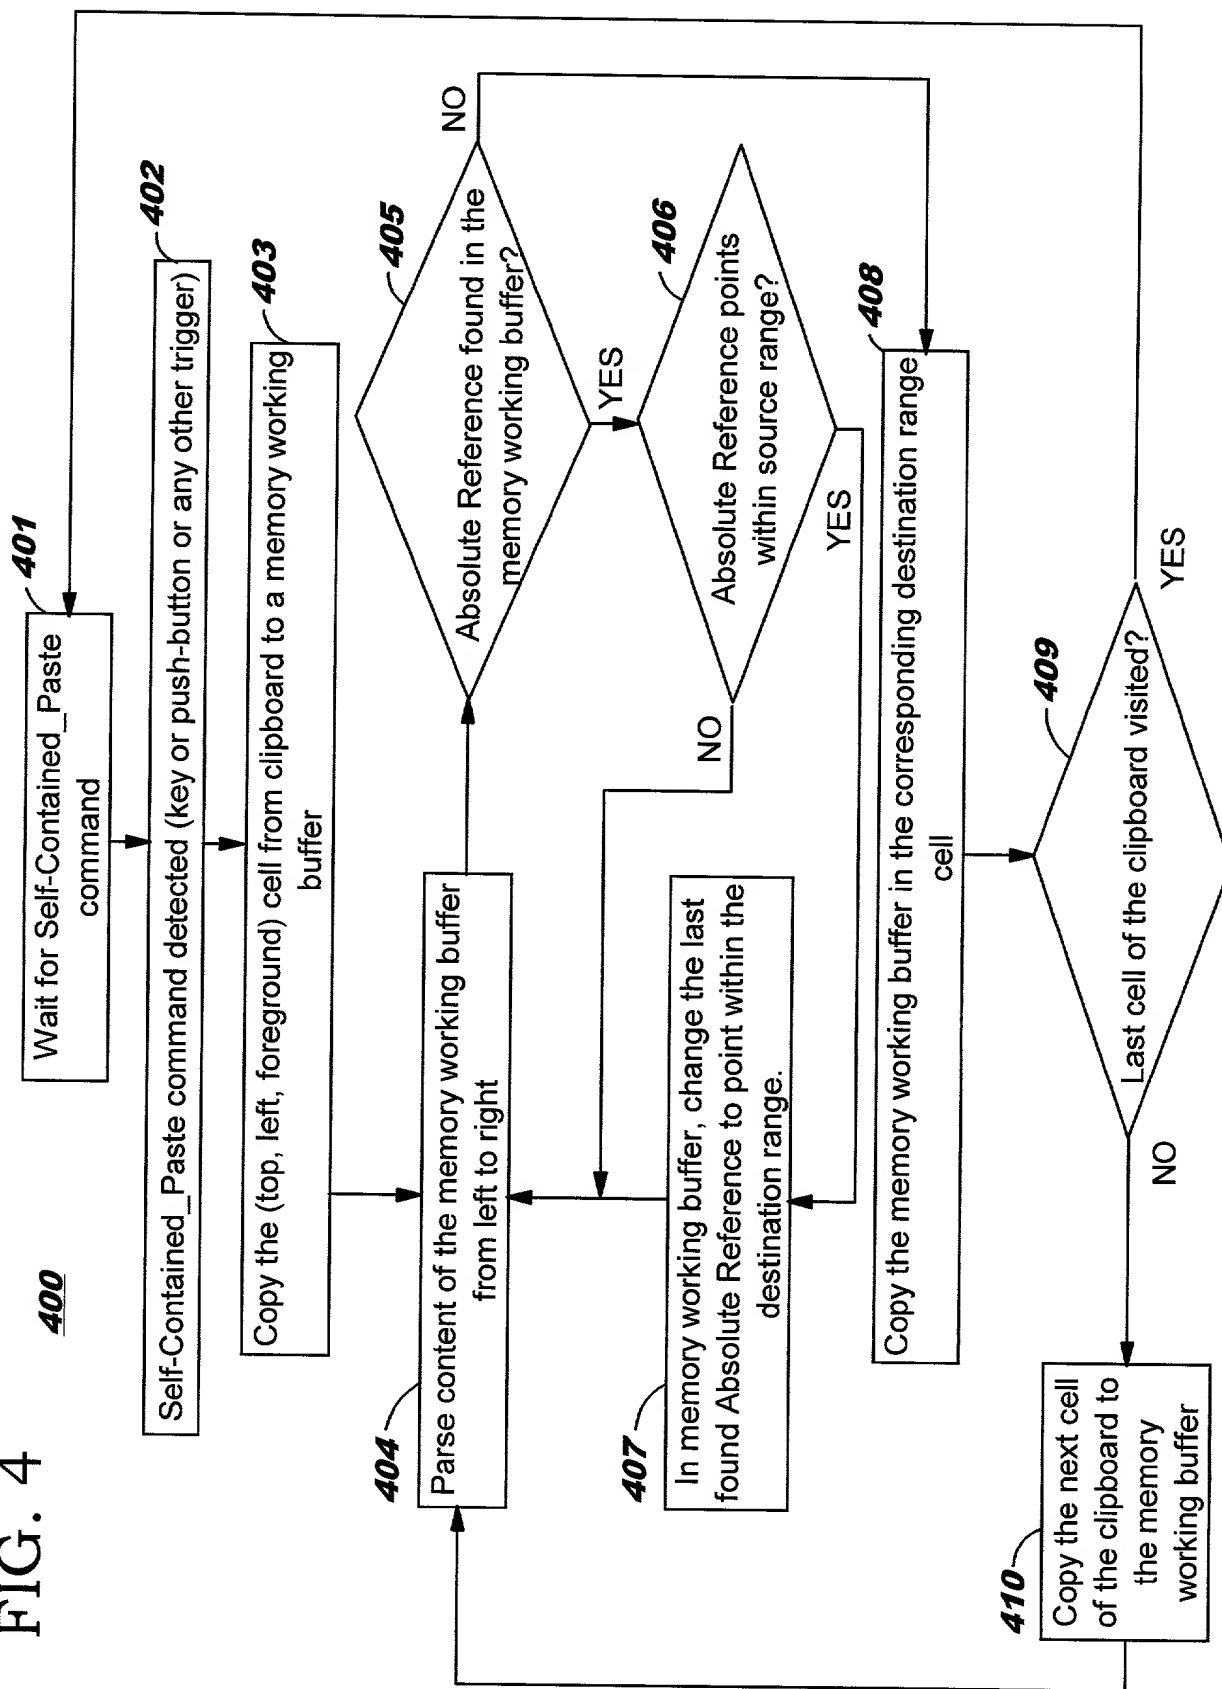 FIG. 4
400
401
Wait for Self-Contained_Paste
command
402
Self-Contained_Paste command detected (key or push-button or any other trigger)
403
Copy the (top, left, foreground) cell from clipboard to a memory working
buffer
404
Parse content of the memory working buffer
from left to right
405
Absolute Reference found in the
memory working buffer?
NO
YES
406
Absolute Reference points
within source range?
NO
YES
407
In memory working buffer, change the last
found Absolute Reference to point within the
destination range.
408
Copy the memory working buffer in the corresponding destination range
cell
409
Last cell of the clipboard visited?
NO
YES
410
Copy the next cell
of the clipboard to
the memory
working buffer